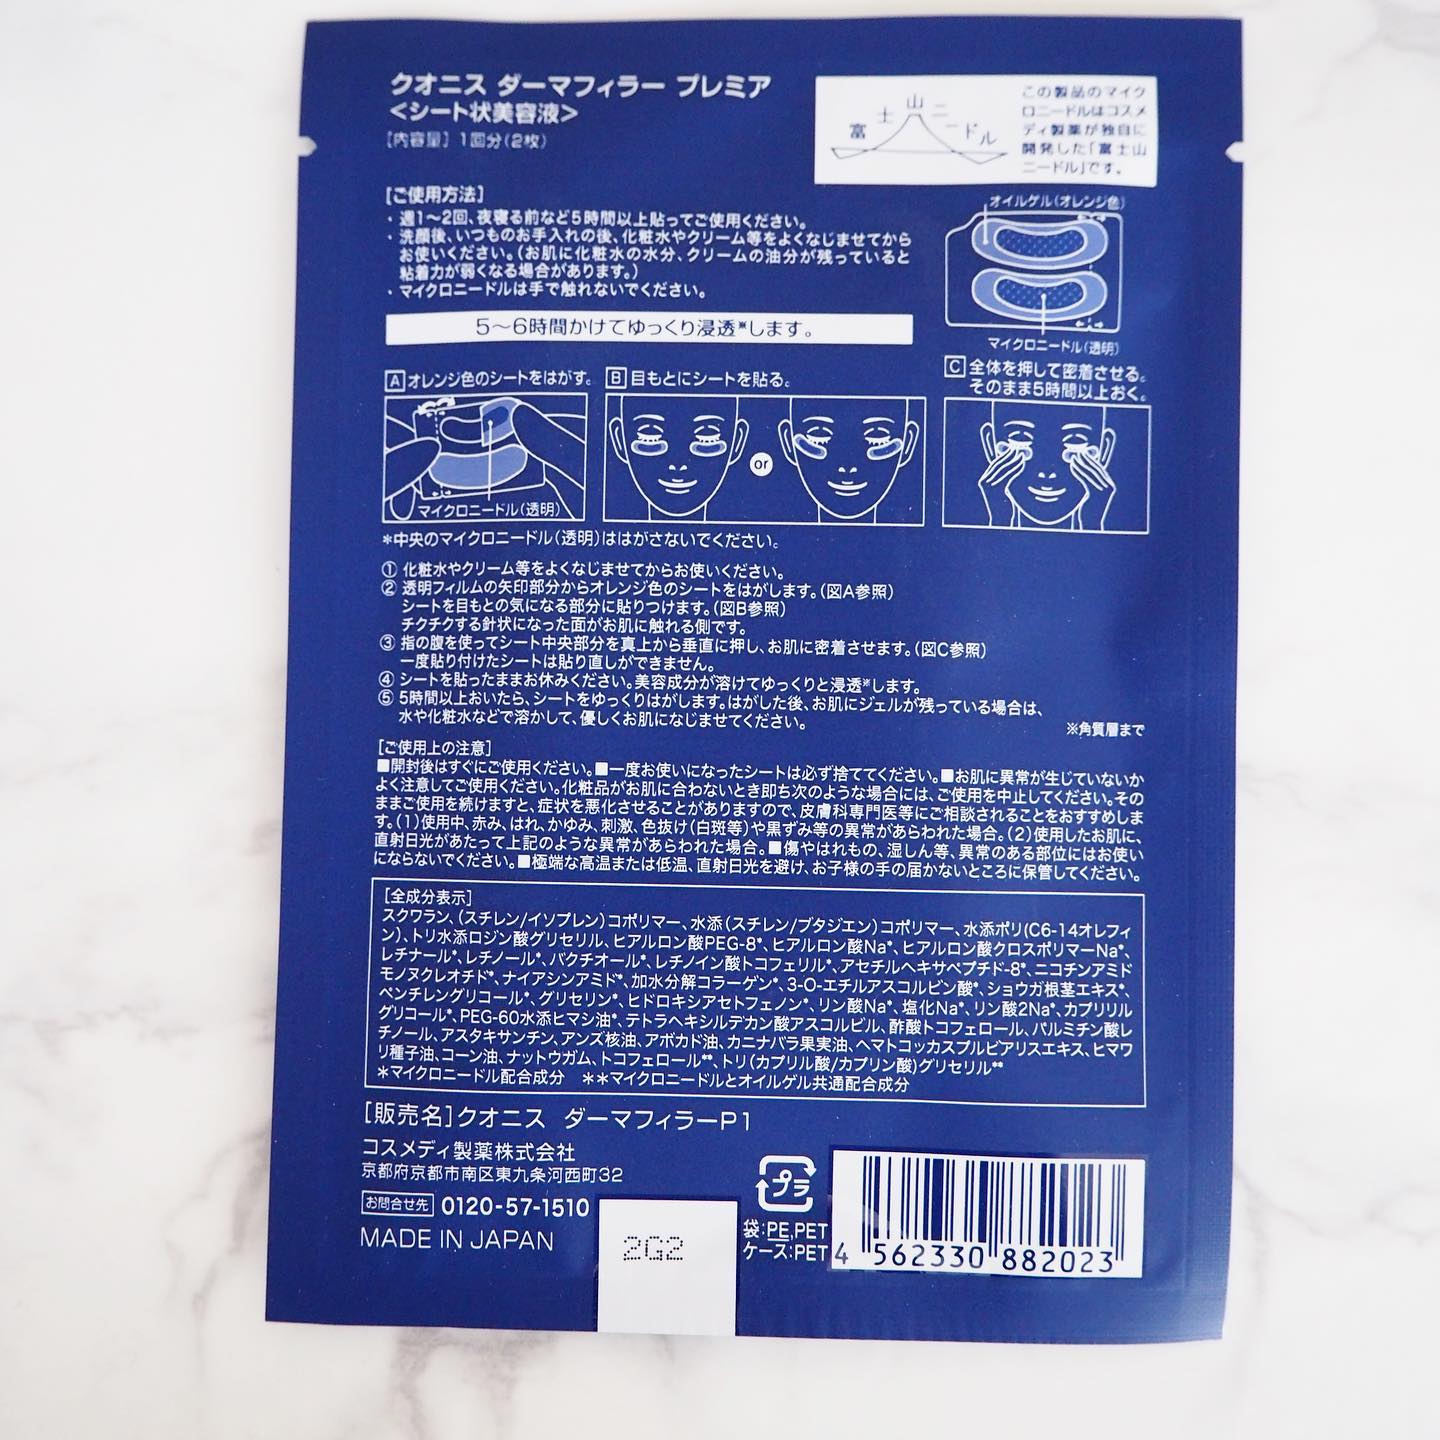 クオニス ダーマフィラー プレミア
<シート状美容液>
[内容量] 1回分(2枚)
富士山ニードル
この製品のマイク
ロニードルはコスメ
ディ製薬が独自に
開発した「富士山
ニードル」です。
[ご使用方法]
・週1〜2回、夜寝る前など5時間以上貼ってご使用ください。
・洗顔後、いつものお手入れの後、化粧水やクリーム等をよくなじませてから
お使いください。(お肌に化粧水の水分、クリームの油分が残っていると
粘着力が弱くなる場合があります。)
・マイクロニードルは手で触れないでください。
オイルゲル(オレンジ色)
マイクロニードル(透明)
5〜6時間かけてゆっくり浸透※します。
A オレンジ色のシートをはがす。
マイクロニードル(透明)
B 目もとにシートを貼る。
or
C 全体を押して密着させる。
そのまま5時間以上おく。
*中央のマイクロニードル(透明)ははがさないでください。
① 化粧水やクリーム等をよくなじませてからお使いください。
② 透明フィルムの矢印部分からオレンジ色のシートをはがします。(図A参照)
シートを目もとの気になる部分に貼りつけます。(図B参照)
チクチクする針状になった面がお肌に触れる側です。
③ 指の腹を使ってシート中央部分を真上から垂直に押し、お肌に密着させます。(図C参照)
一度貼り付けたシートは貼り直しができません。
④ シートを貼ったままお休みください。美容成分が溶けてゆっくりと浸透※します。
⑤ 5時間以上おいたら、シートをゆっくりはがします。はがした後、お肌にジェルが残っている場合は、
水や化粧水などで溶かして、優しくお肌になじませてください。
※角質層まで
[ご使用上の注意]
■開封後はすぐにご使用ください。■一度お使いになったシートは必ず捨ててください。■お肌に異常が生じていないか
よく注意してご使用ください。化粧品がお肌に合わないとき即ち次のような場合には、ご使用を中止してください。その
ままご使用を続けますと、症状を悪化させることがありますので、皮膚科専門医等にご相談されることをおすすめしま
す。(1)使用中、赤み、はれ、かゆみ、刺激、色抜け(白斑等)や黒ずみ等の異常があらわれた場合。(2)使用したお肌に、
直射日光があたって上記のような異常があらわれた場合。■傷やはれもの、湿しん等、異常のある部位にはお使い
にならないでください。■極端な高温または低温、直射日光を避け、お子様の手の届かないところに保管してください。
[全成分表示]
スクワラン、(スチレン/イソプレン)コポリマー、水添(スチレン/ブタジエン)コポリマー、水添ポリ(C6-14オレフィ
ン)、トリ水添ロジン酸グリセリル、ヒアルロン酸PEG-8*、ヒアルロン酸Na*、ヒアルロン酸クロスポリマーNa*、
レチナール*、レチノール*、バクチオール*、レチノイン酸トコフェリル*、アセチルヘキサペプチド-8*、ニコチンアミド
モノヌクレオチド*、ナイアシンアミド*、加水分解コラーゲン*、3-O-エチルアスコルビン酸*、ショウガ根茎エキス*、
ペンチレングリコール*、グリセリン*、ヒドロキシアセトフェノン*、リン酸Na*、塩化Na*、リン酸2Na*、カプリリル
グリコール*、PEG-60水添ヒマシ油*、テトラヘキシルデカン酸アスコルビル、酢酸トコフェロール、パルミチン酸レ
チノール、アスタキサンチン、アンズ核油、アボカド油、カニナバラ果実油、ヘマトコッカスプルビアリスエキス、ヒマワ
リ種子油、コーン油、ナットウガム、トコフェロール**、トリ(カプリル酸/カプリン酸)グリセリル**
*マイクロニードル配合成分 **マイクロニードルとオイルゲル共通配合成分
[販売名]クオニス ダーマフィラーP1
コスメディ製薬株式会社
京都府京都市南区東九条河西町32
お問合せ先 0120-57-1510
MADE IN JAPAN
2G2
プラ
袋:PE,PET
ケース:PET
4 562330 882023